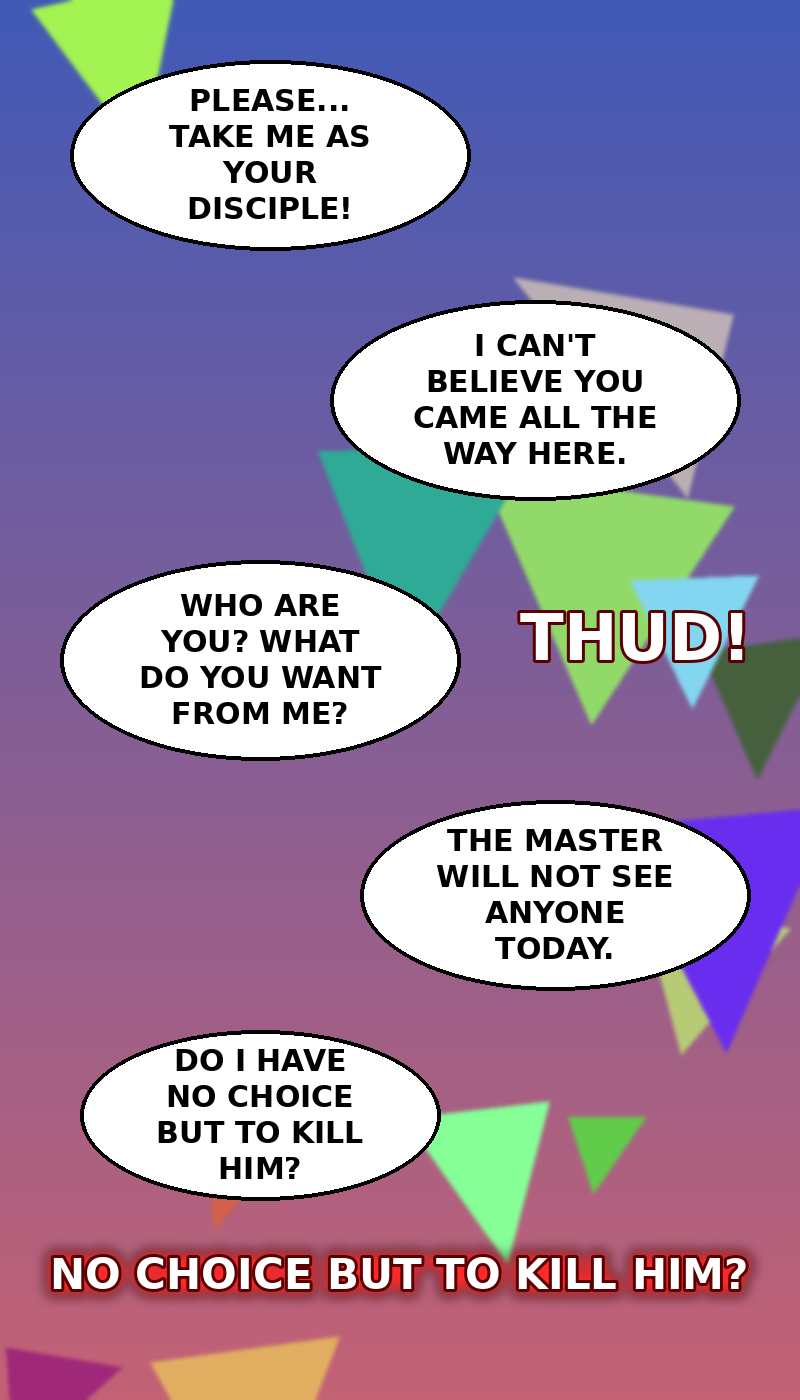 PLEASE...
TAKE ME AS
YOUR
DISCIPLE!
I CAN'T
BELIEVE YOU
CAME ALL THE
WAY HERE.
WHO ARE
YOU? WHAT
DO YOU WANT
FROM ME?
THUD!
THE MASTER
WILL NOT SEE
ANYONE
TODAY.
DO I HAVE
NO CHOICE
BUT TO KILL
HIM?
NO CHOICE BUT TO KILL HIM?